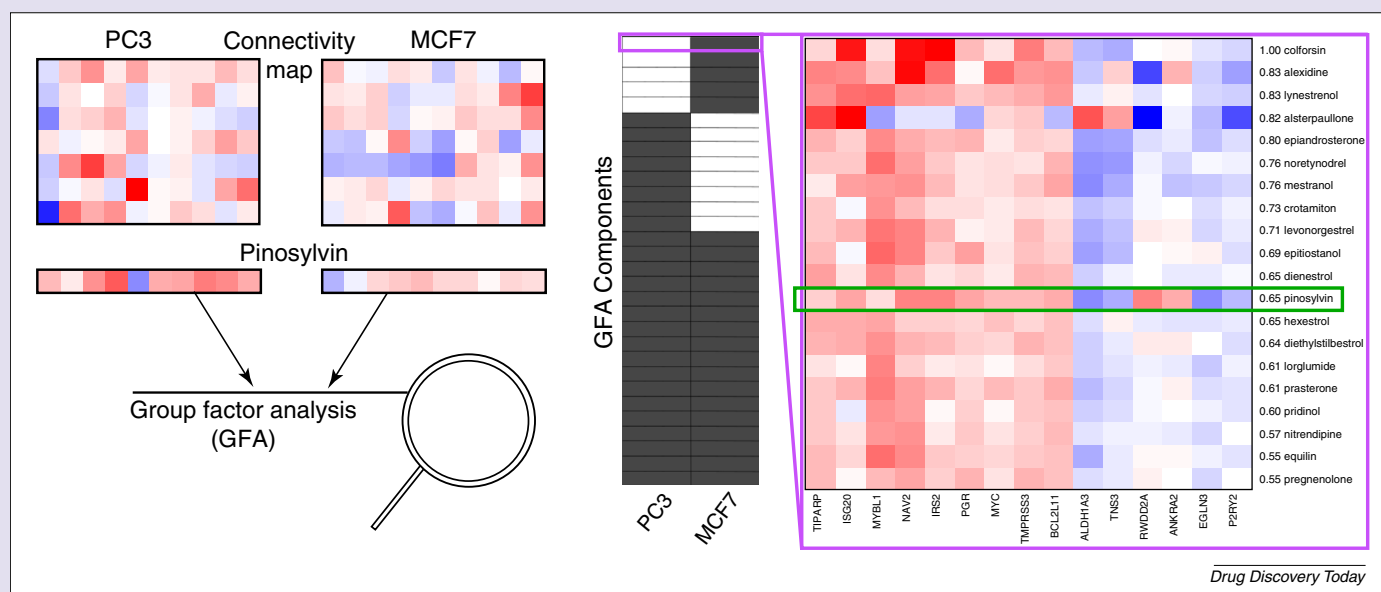 PC3
Connectivity
map
MCF7
Pinosylvin
Group factor analysis
(GFA)
GFA Components
PC3
MCF7
1.00 colforsin
0.83 alexidine
0.83 lynestrenol
0.82 alsterpaullone
0.80 epiandrosterone
0.76 noretynodrel
0.76 mestranol
0.73 crotamiton
0.71 levonorgestrel
0.69 epitiostanol
0.65 dienestrol
0.65 pinosylvin
0.65 hexestrol
0.64 diethylstilbestrol
0.61 lorglumide
0.61 prasterone
0.60 pridinol
0.57 nitrendipine
0.55 equilin
0.55 pregnenolone
TIPARP
ISG20
MYBL1
NAV2
IRS2
PGR
MYC
TMPRSS3
BCL2L11
ALDH1A3
TNS3
RWDD2A
ANKRA2
EGLN3
P2RY2
Drug Discovery Today